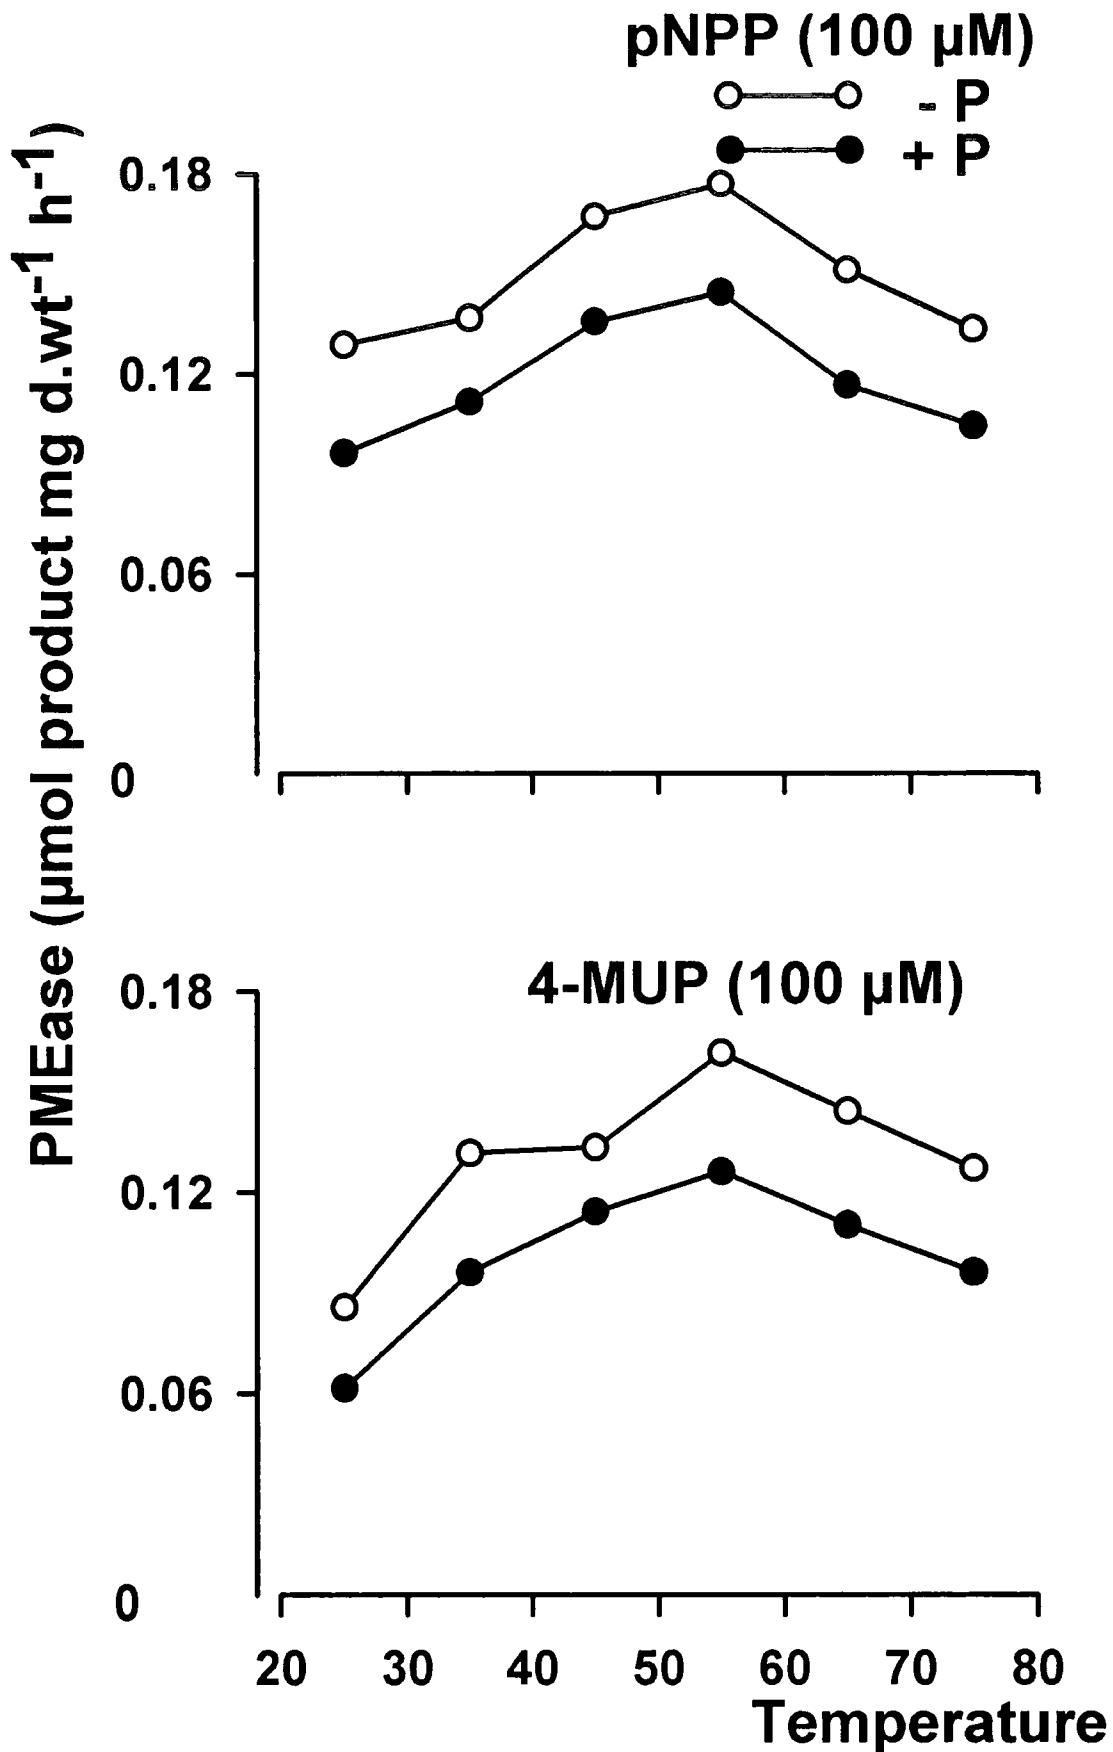 pNPP (100 µM)
- P
+ P
PMEase (µmol product mg d.wt-1 h-1)
0.18
0.12
0.06
0
4-MUP (100 µM)
0.18
0.12
0.06
0
20 30 40 50 60 70 80
Temperature